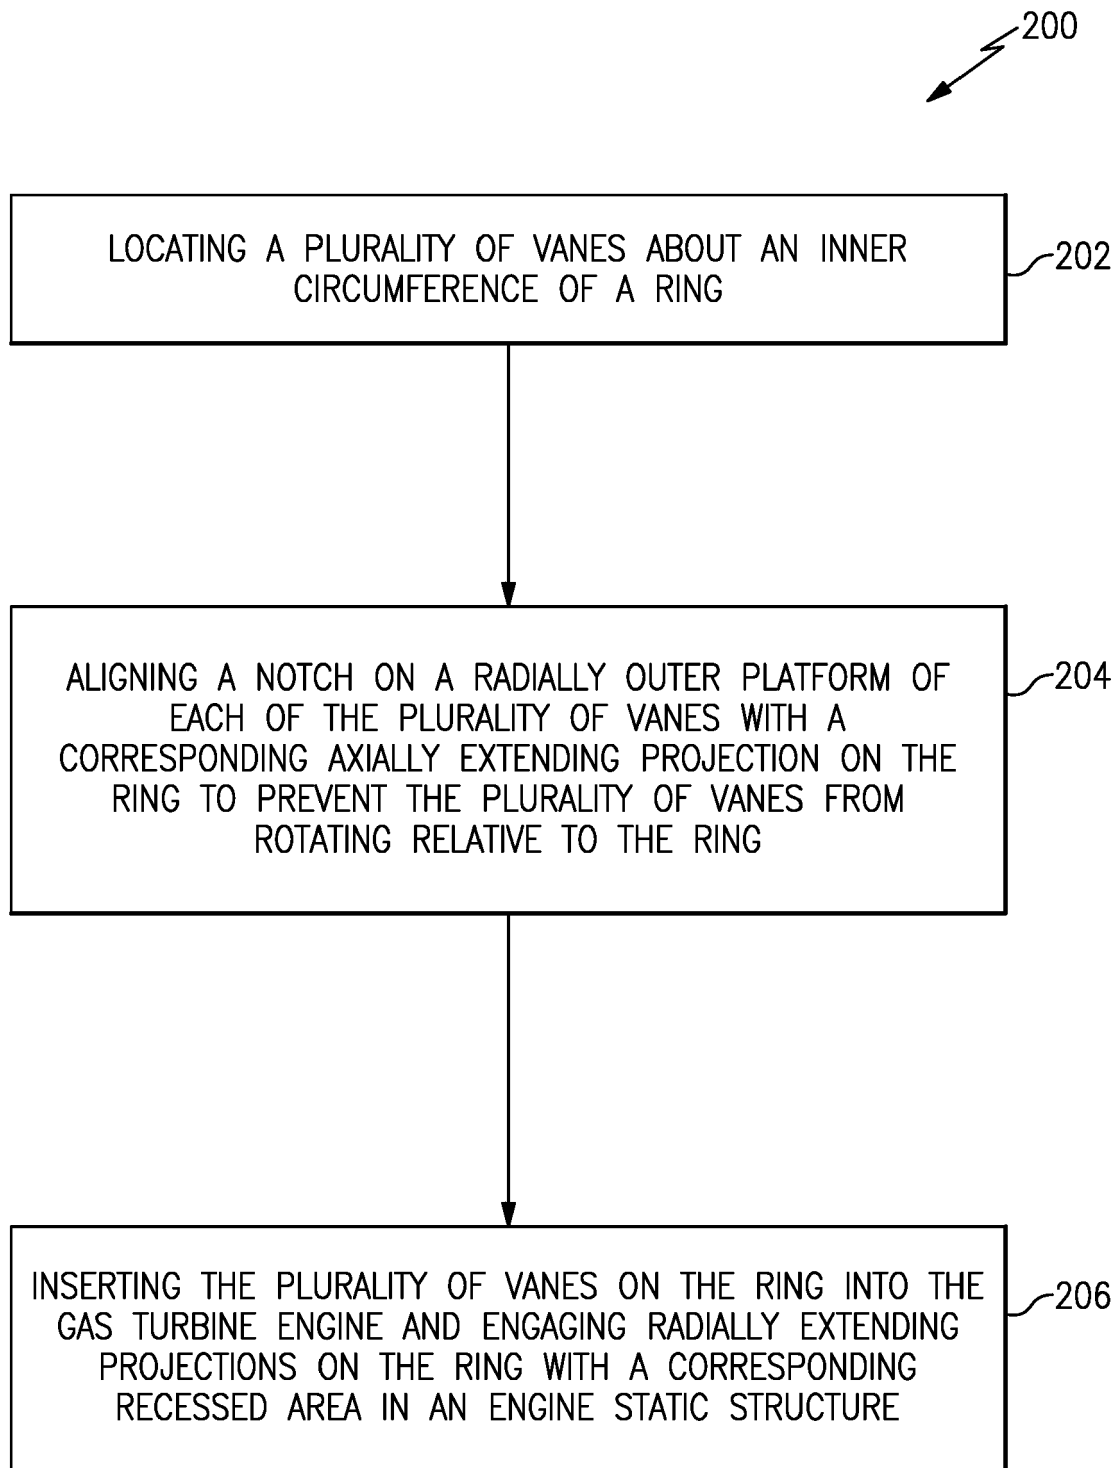 200
LOCATING A PLURALITY OF VANES ABOUT AN INNER
CIRCUMFERENCE OF A RING
202
ALIGNING A NOTCH ON A RADIALLY OUTER PLATFORM OF
EACH OF THE PLURALITY OF VANES WITH A
CORRESPONDING AXIALLY EXTENDING PROJECTION ON THE
RING TO PREVENT THE PLURALITY OF VANES FROM
ROTATING RELATIVE TO THE RING
204
INSERTING THE PLURALITY OF VANES ON THE RING INTO THE
GAS TURBINE ENGINE AND ENGAGING RADIALLY EXTENDING
PROJECTIONS ON THE RING WITH A CORRESPONDING
RECESSED AREA IN AN ENGINE STATIC STRUCTURE
206